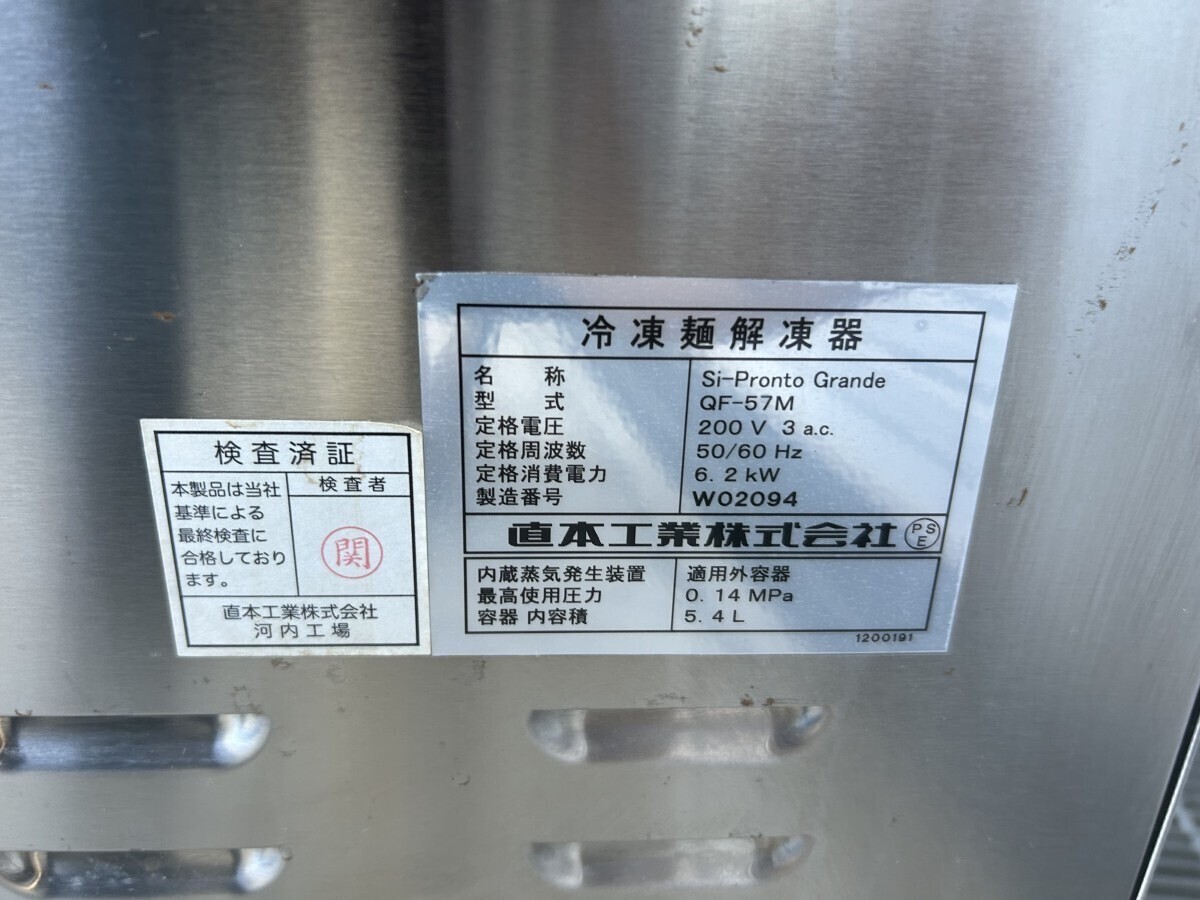 冷凍麺解凍器
名 称 Si-Pronto Grande
型 式 QF-57M
定格電圧 200 V 3 a.c.
定格周波数 50/60 Hz
定格消費電力 6. 2 kW
製造番号 W02094
直本工業株式会社 PSE
内蔵蒸気発生装置 適用外容器
最高使用圧力 0. 14 MPa
容器 内容積 5. 4 L
1200191
検査済証
本製品は当社
基準による
最終検査に
合格しており
ます。
検査者
関
直本工業株式会社
河内工場